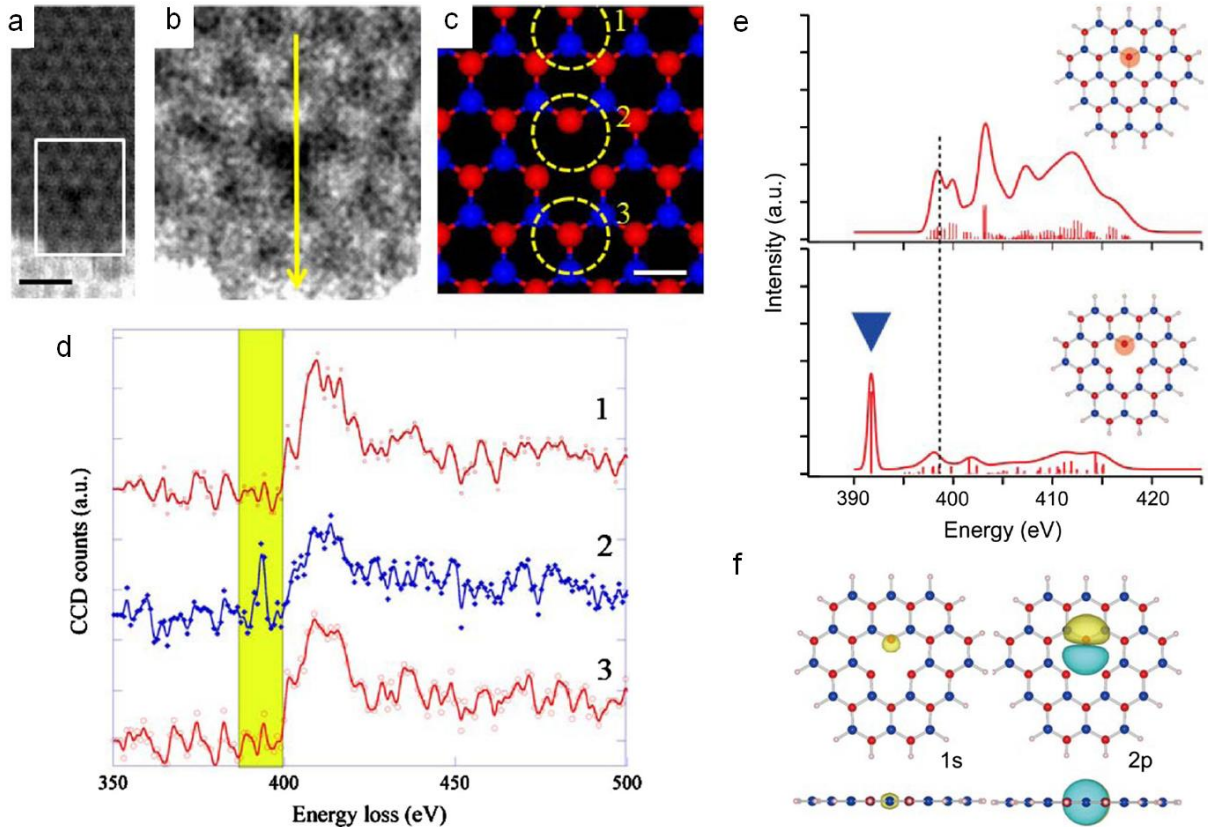 a
b
c
1
2
3
d
1
2
3
CCD counts (a.u.)
350
400
450
500
Energy loss (eV)
e
Intensity (a.u.)
390
400
410
420
Energy (eV)
f
1s
2p